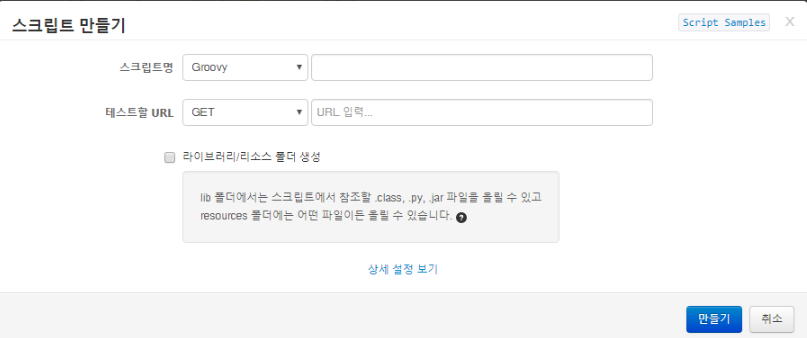 스크립트 만들기
Script Samples
X
스크립트명
Groovy
테스트할 URL
GET
URL 입력...
라이브러리/리소스 폴더 생성
lib 폴더에서는 스크립트에서 참조할 .class, .py, .jar 파일을 올릴 수 있고
resources 폴더에는 어떤 파일이든 올릴 수 있습니다. ?
상세 설정 보기
만들기
취소